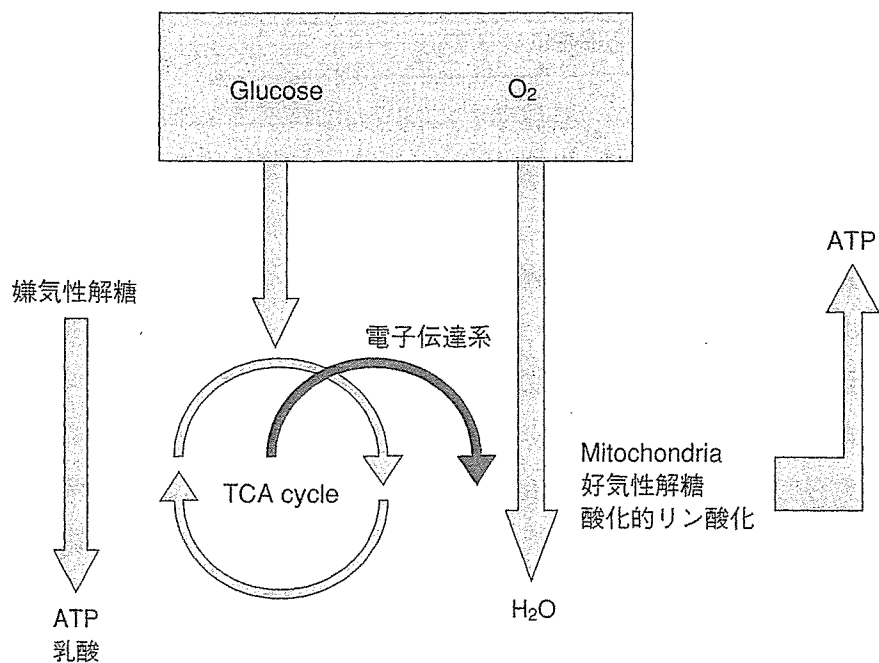 Glucose
O₂
ATP
嫌気性解糖
電子伝達系
TCA cycle
Mitochondria
好気性解糖
酸化的リン酸化
H₂O
ATP
乳酸